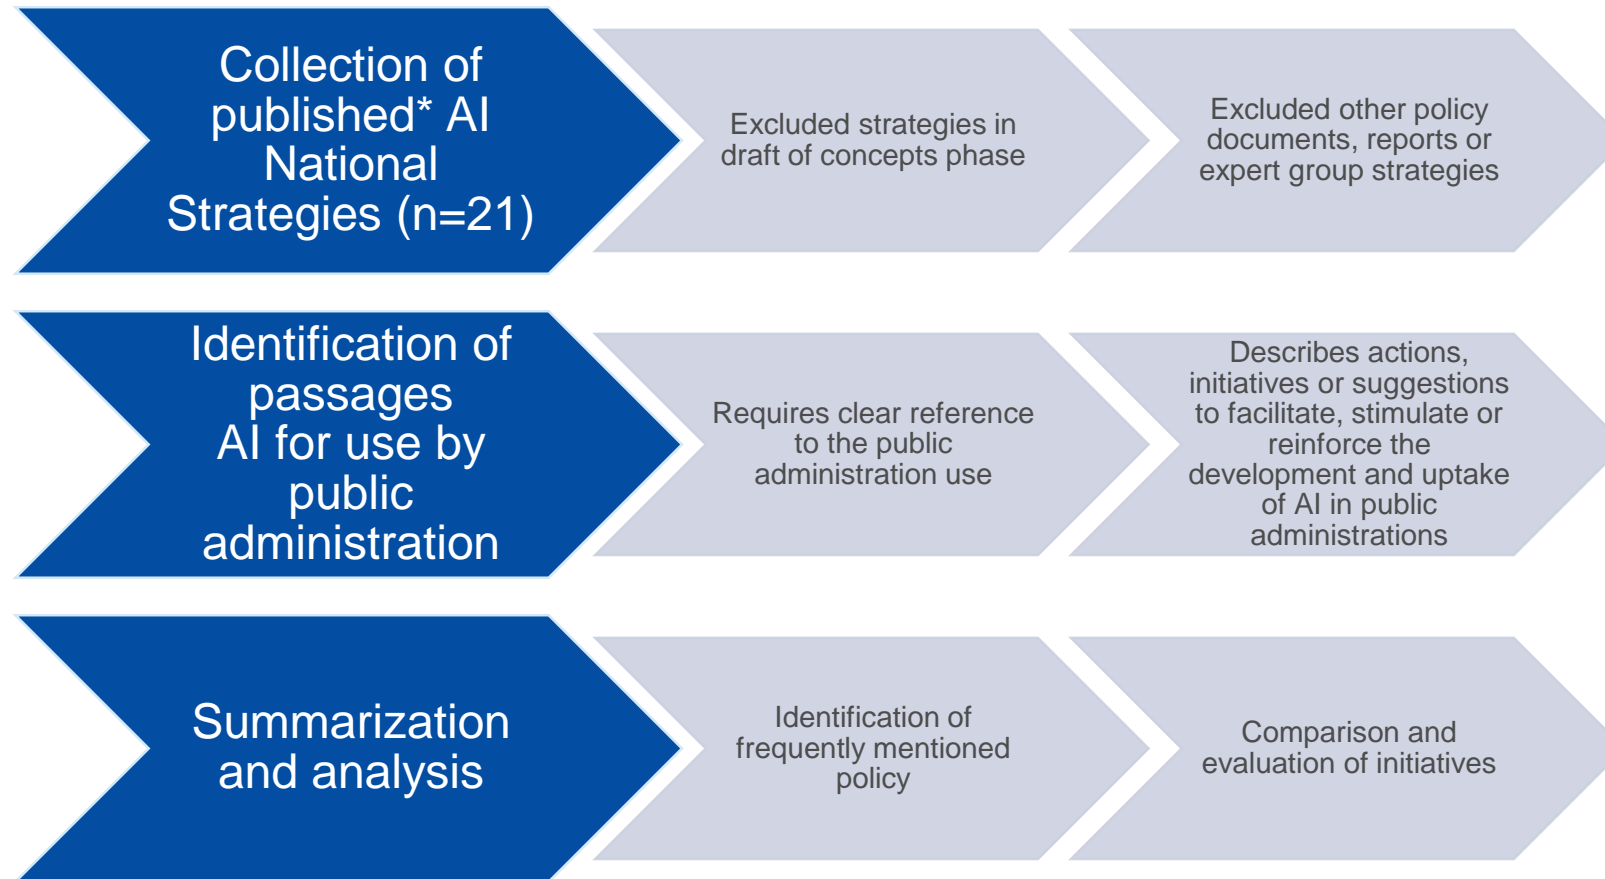 Collection of
published* AI
National
Strategies (n=21)
Excluded strategies in
draft of concepts phase
Excluded other policy
documents, reports or
expert group strategies
Identification of
passages
AI for use by
public
administration
Requires clear reference
to the public
administration use
Describes actions,
initiatives or suggestions
to facilitate, stimulate or
reinforce the
development and uptake
of AI in public
administrations
Summarization
and analysis
Identification of
frequently mentioned
policy
Comparison and
evaluation of initiatives